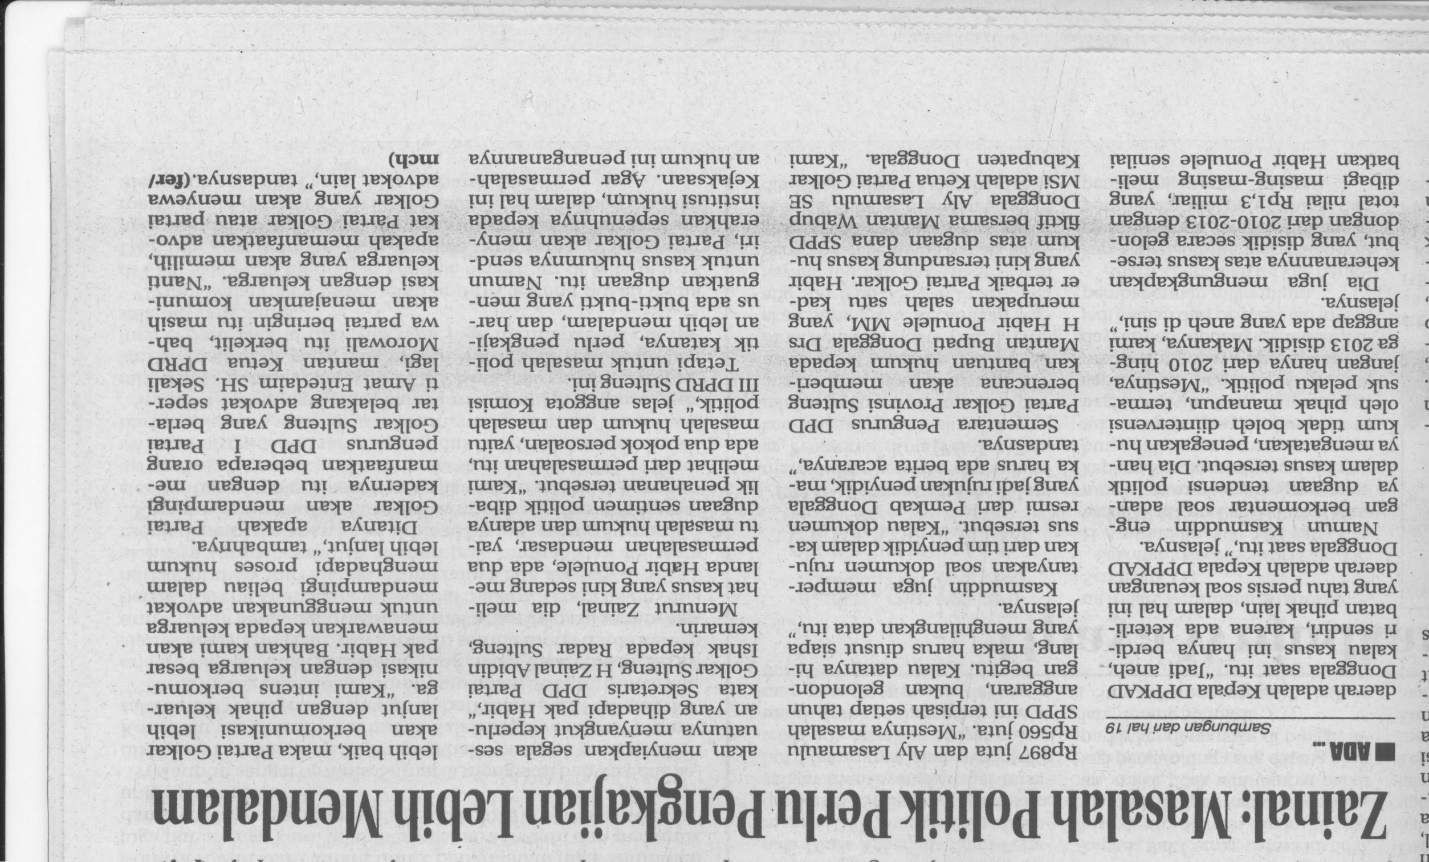 Zainal: Masalah Politik Perlu Pengkajian Lebih Mendalam
■ ADA ...
Sambungan dari hal 19
daerah adalah Kepala DPPKAD
Donggala saat itu. “Jadi aneh,
kalau kasus ini hanya berdi-
ri sendiri, karena ada keterli-
batan pihak lain, dalam hal ini
yang tahu persis soal keuangan
daerah adalah Kepala DPPKAD
Donggala saat itu,” jelasnya.
Namun Kasmuddin eng-
gan berkomentar soal adan-
ya dugaan tendensi politik
dalam kasus tersebut. Dia han-
ya mengatakan, penegakan hu-
kum tidak boleh diintervensi
oleh pihak manapun, terma-
suk pelaku politik. “Mestinya,
jangan hanya dari 2010 hing-
ga 2013 disidik. Makanya, kami
anggap ada yang aneh di sini,”
jelasnya.
Dia juga mengungkapkan
keheranannya atas kasus terse-
but, yang disidik secara gelon-
dongan dari 2010-2013 dengan
total nilai Rp1,3 miliar, yang
dibagi masing-masing meli-
batkan Habir Ponulele senilai
Rp897 juta dan Aly Lasamaulu
Rp560 juta. “Mestinya masalah
SPPD ini terpisah setiap tahun
anggaran, bukan gelondon-
gan begitu. Kalau datanya hi-
lang, maka harus diusut siapa
yang menghilangkan data itu,”
jelasnya.
Kasmuddin juga memper-
tanyakan soal dokumen ruju-
kan dari tim penyidik dalam ka-
sus tersebut. “Kalau dokumen
resmi dari Pemkab Donggala
yang jadi rujukan penyidik, ma-
ka harus ada berita acaranya,”
tandasnya.
Sementara Pengurus DPD
Partai Golkar Provinsi Sulteng
berencana akan memberi-
kan bantuan hukum kepada
Mantan Bupati Donggala Drs
H Habir Ponulele MM, yang
merupakan salah satu kad-
er terbaik Partai Golkar. Habir
yang kini tersandung kasus hu-
kum atas dugaan dana SPPD
fiktif bersama Mantan Wabup
Donggala Aly Lasamulu SE
MSi adalah Ketua Partai Golkar
Kabupaten Donggala. “Kami
akan menyiapkan segala ses-
uatunya menyangkut keperlu-
an yang dihadapi pak Habir,”
kata Sekretaris DPD Partai
Golkar Sulteng, H Zainal Abidin
Ishak kepada Radar Sulteng,
kemarin.
Menurut Zainal, dia meli-
hat kasus yang kini sedang me-
landa Habir Ponulele, ada dua
permasalahan mendasar, yai-
tu masalah hukum dan adanya
dugaan sentimen politik diba-
lik penahanan tersebut. “Kami
melihat dari permasalahan itu
ada dua pokok persoalan, yaitu
masalah hukum dan masalah
politik,” jelas anggota Komisi
III DPRD Sulteng ini.
Tetapi untuk masalah poli-
tik katanya, perlu pengkaji-
an lebih mendalam, dan har-
us ada bukti-bukti yang men-
guatkan dugaan itu. Namun
untuk kasus hukumnya send-
iri, Partai Golkar akan meny-
erahkan sepenuhnya kepada
institusi hukum, dalam hal ini
Kejaksaan. Agar permasalah-
an hukum ini penanganannya
lebih baik, maka Partai Golkar
akan berkomunikasi lebih
lanjut dengan pihak keluar-
ga. “Kami intens berkomu-
nikasi dengan keluarga besar
pak Habir. Bahkan kami akan
menawarkan kepada keluarga
untuk menggunakan advokat
mendampingi beliau dalam
menghadapi proses hukum
lebih lanjut,” tambahnya.
Ditanya apakah Partai
Golkar akan mendampingi
kadernya itu dengan me-
manfaatkan beberapa orang
pengurus DPD I Partai
Golkar Sulteng yang berla-
tar belakang advokat seper-
ti Amat Entedaim SH. Sekali
lagi, mantan Ketua DPRD
Morowali itu berkelit, bah-
wa partai beringin itu masih
akan menajamkan komuni-
kasi dengan keluarga. “Nanti
keluarga yang akan memilih,
apakah memanfaatkan advo-
kat Partai Golkar atau partai
Golkar yang akan menyewa
advokat lain,” tandasnya.(fer/
mch)